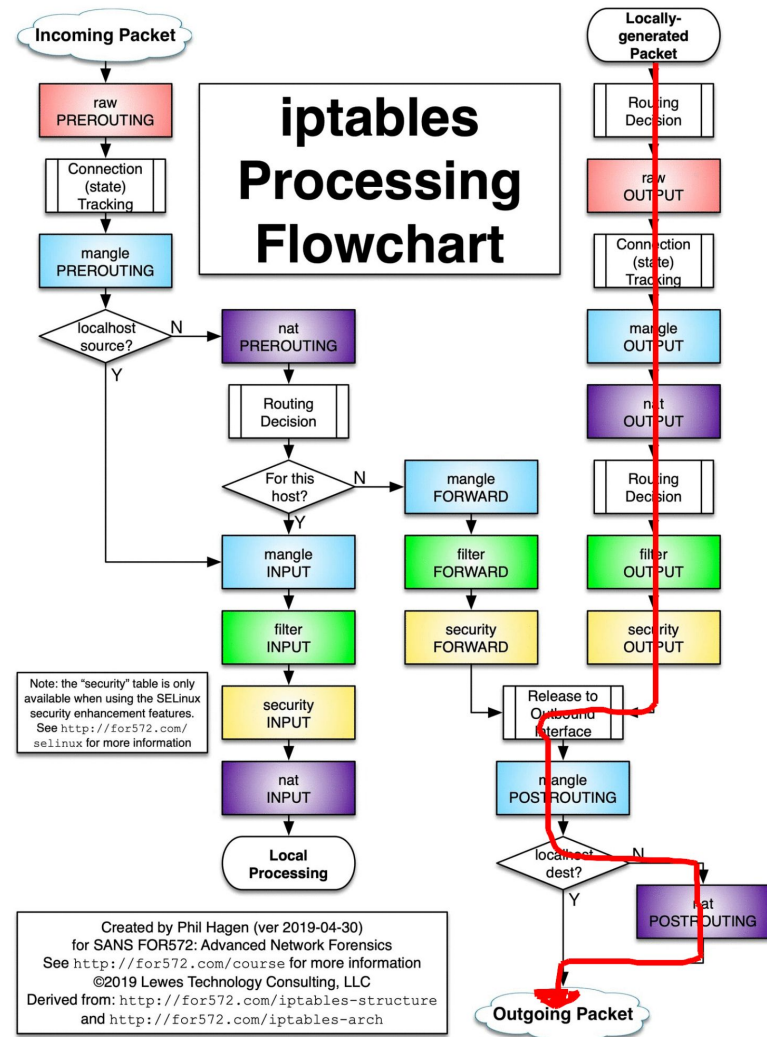 Incoming Packet
raw
PREROUTING
Connection
(state)
Tracking
mangle
PREROUTING
localhost
source?
N
Y
nat
PREROUTING
Routing
Decision
For this
host?
N
Y
mangle
INPUT
filter
INPUT
security
INPUT
nat
INPUT
Local
Processing
iptables
Processing
Flowchart
mangle
FORWARD
filter
FORWARD
security
FORWARD
Locally-
generated
Packet
Routing
Decision
raw
OUTPUT
Connection
(state)
Tracking
mangle
OUTPUT
nat
OUTPUT
Routing
Decision
filter
OUTPUT
security
OUTPUT
Release to
Outbound
Interface
mangle
POSTROUTING
localhost
dest?
N
Y
nat
POSTROUTING
Outgoing Packet
Note: the “security” table is only
available when using the SELinux
security enhancement features.
See http://for572.com/
selinux for more information
Created by Phil Hagen (ver 2019-04-30)
for SANS FOR572: Advanced Network Forensics
See http://for572.com/course for more information
©2019 Lewes Technology Consulting, LLC
Derived from: http://for572.com/iptables-structure
and http://for572.com/iptables-arch